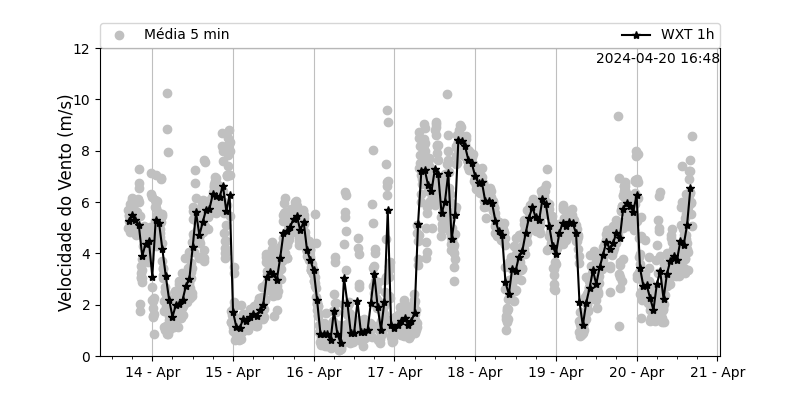 Média 5 min
WXT 1h
2024-04-20 16:48
Velocidade do Vento (m/s)
12
10
8
6
4
2
0
14 - Apr
15 - Apr
16 - Apr
17 - Apr
18 - Apr
19 - Apr
20 - Apr
21 - Apr